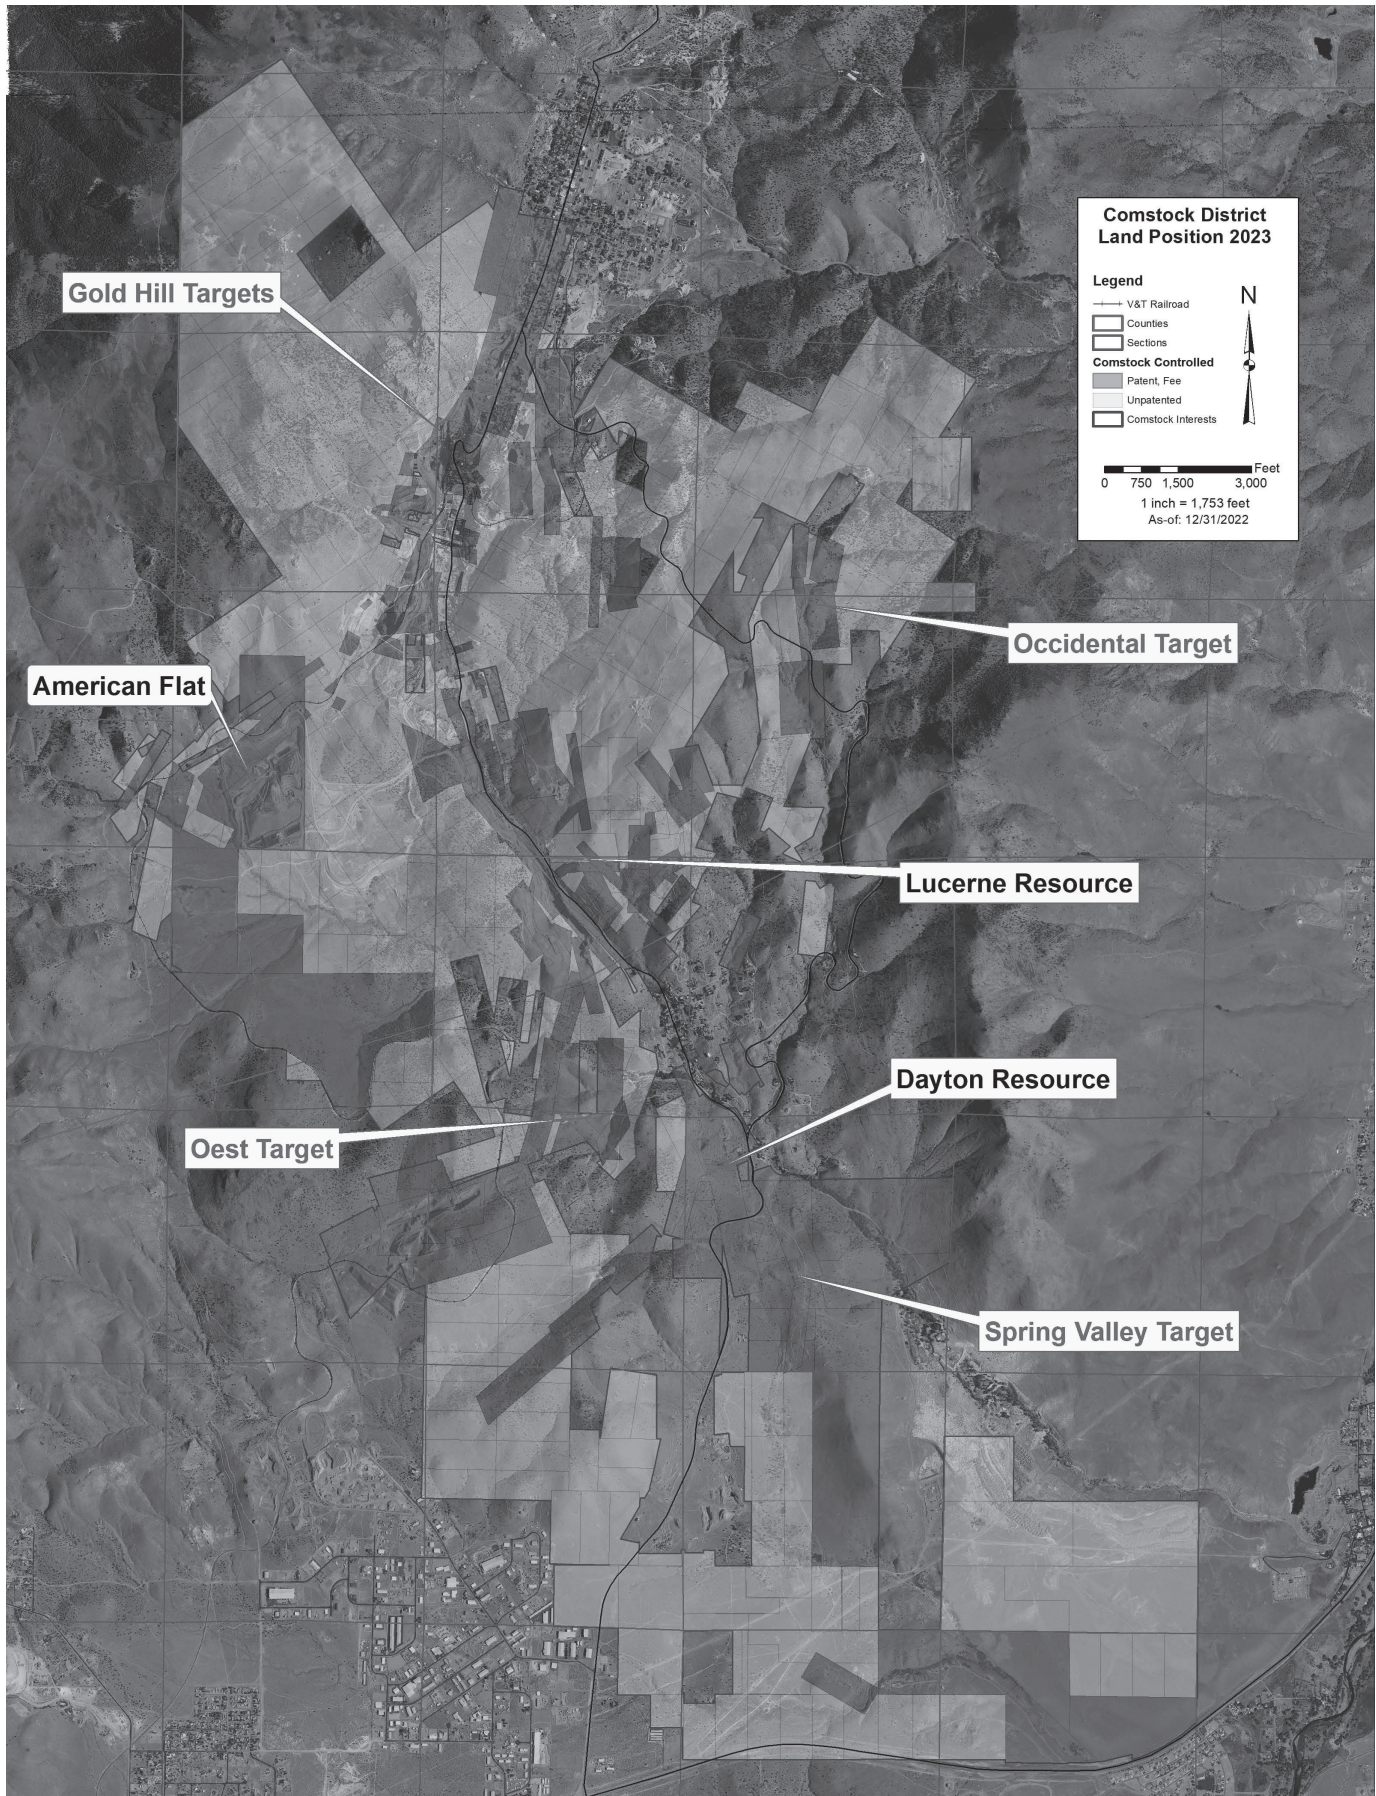 Comstock District
Land Position 2023
Legend
V&T Railroad
Counties
Sections
Comstock Controlled
Patent, Fee
Unpatented
Comstock Interests
N
Feet
0 750 1,500 3,000
1 inch = 1,753 feet
As-of: 12/31/2022
Gold Hill Targets
Occidental Target
American Flat
Lucerne Resource
Dayton Resource
Oest Target
Spring Valley Target